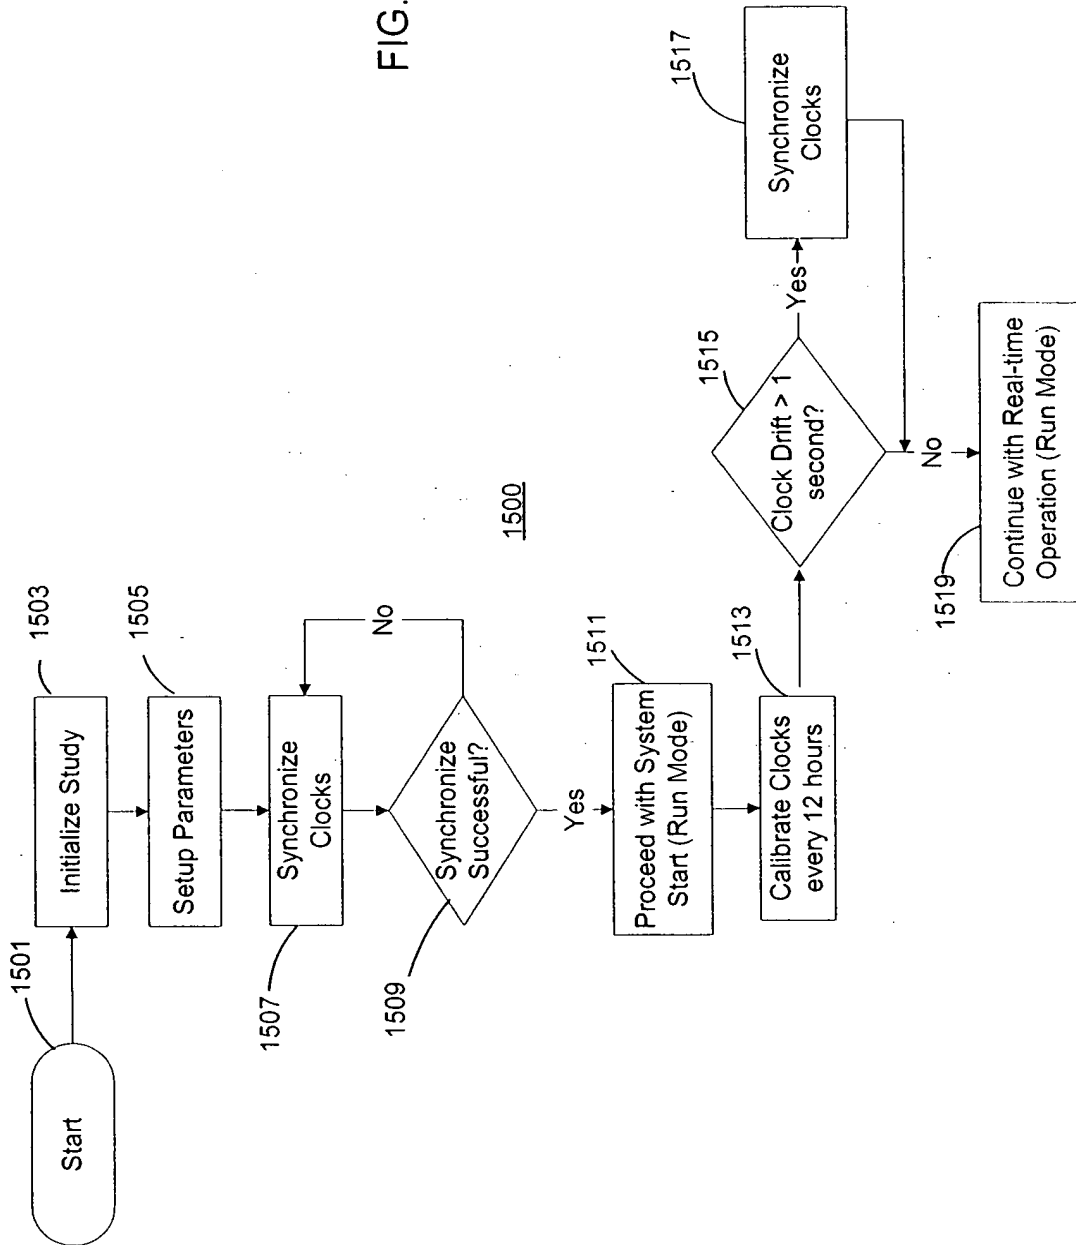 FIG.
1500
Start
1501
Initialize Study
1503
Setup Parameters
1505
Synchronize
Clocks
1507
Synchronize
Successful?
1509
No
Yes
Proceed with System
Start (Run Mode)
1511
Calibrate Clocks
every 12 hours
1513
Clock Drift > 1
second?
1515
Yes
Synchronize
Clocks
1517
No
Continue with Real-time
Operation (Run Mode)
1519